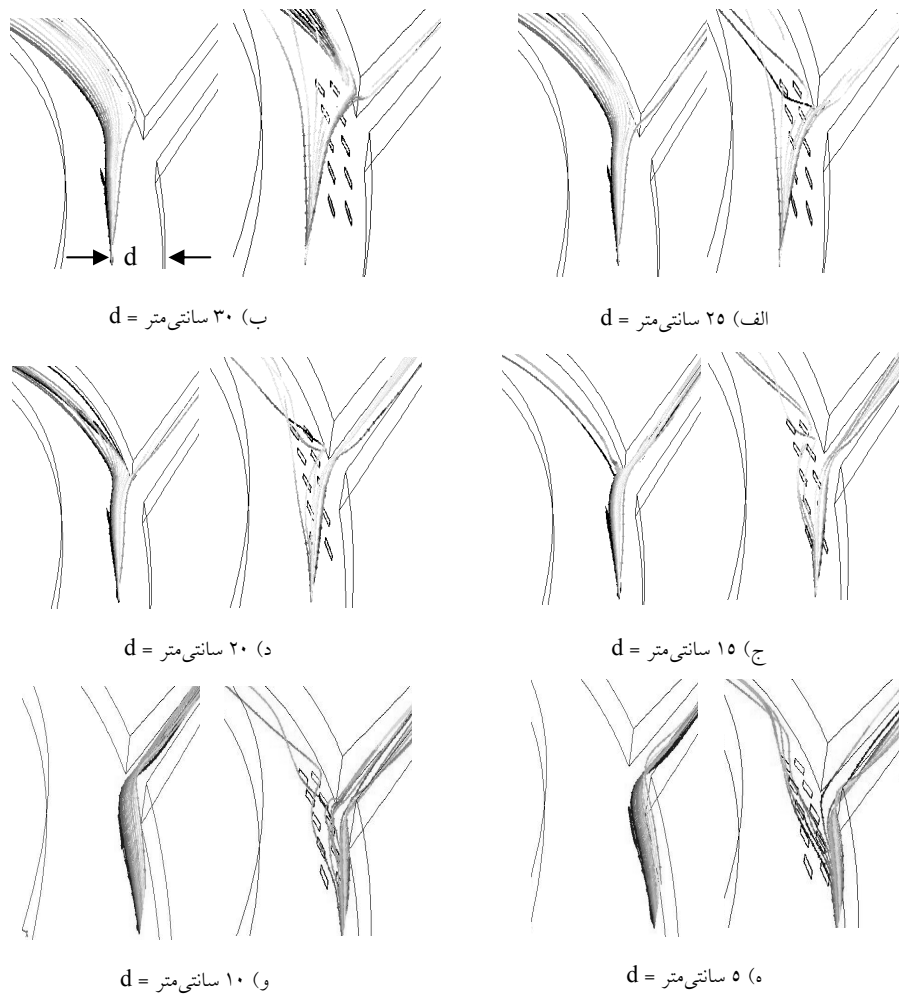 d
الف) ۲۵ سانتی‌متر = d
ب) ۳۰ سانتی‌متر = d
ج) ۱۵ سانتی‌متر = d
د) ۲۰ سانتی‌متر = d
ه) ۵ سانتی‌متر = d
و) ۱۰ سانتی‌متر = d